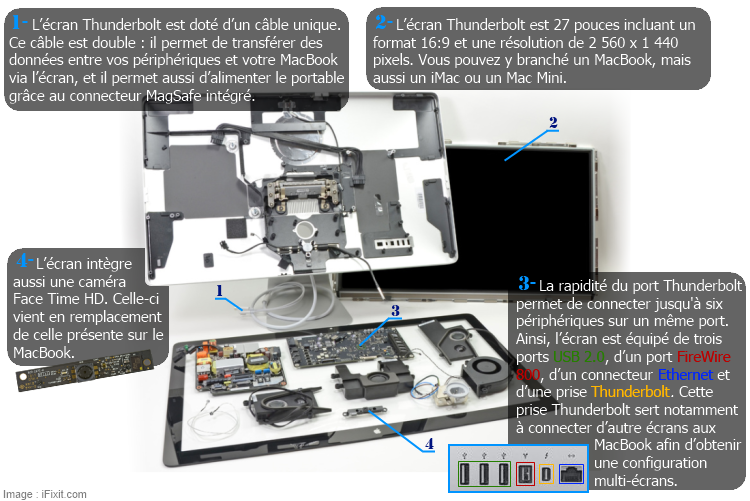 1- L'écran Thunderbolt est doté d'un câble unique.
Ce câble est double : il permet de transférer des
données entre vos périphériques et votre MacBook
via l'écran, et il permet aussi d'alimenter le portable
grâce au connecteur MagSafe intégré.
2- L'écran Thunderbolt est 27 pouces incluant un
format 16:9 et une résolution de 2 560 x 1 440
pixels. Vous pouvez y branché un MacBook, mais
aussi un iMac ou un Mac Mini.
2
4- L'écran intègre
aussi une caméra
Face Time HD. Celle-ci
vient en remplacement
de celle présente sur le
MacBook.
1
3
4
3- La rapidité du port Thunderbolt
permet de connecter jusqu'à six
périphériques sur un même port.
Ainsi, l'écran est équipé de trois
ports USB 2.0, d'un port FireWire
800, d'un connecteur Ethernet et
d'une prise Thunderbolt. Cette
prise Thunderbolt sert notamment
à connecter d'autre écrans aux
MacBook afin d'obtenir
une configuration
multi-écrans.
Image : iFixit.com